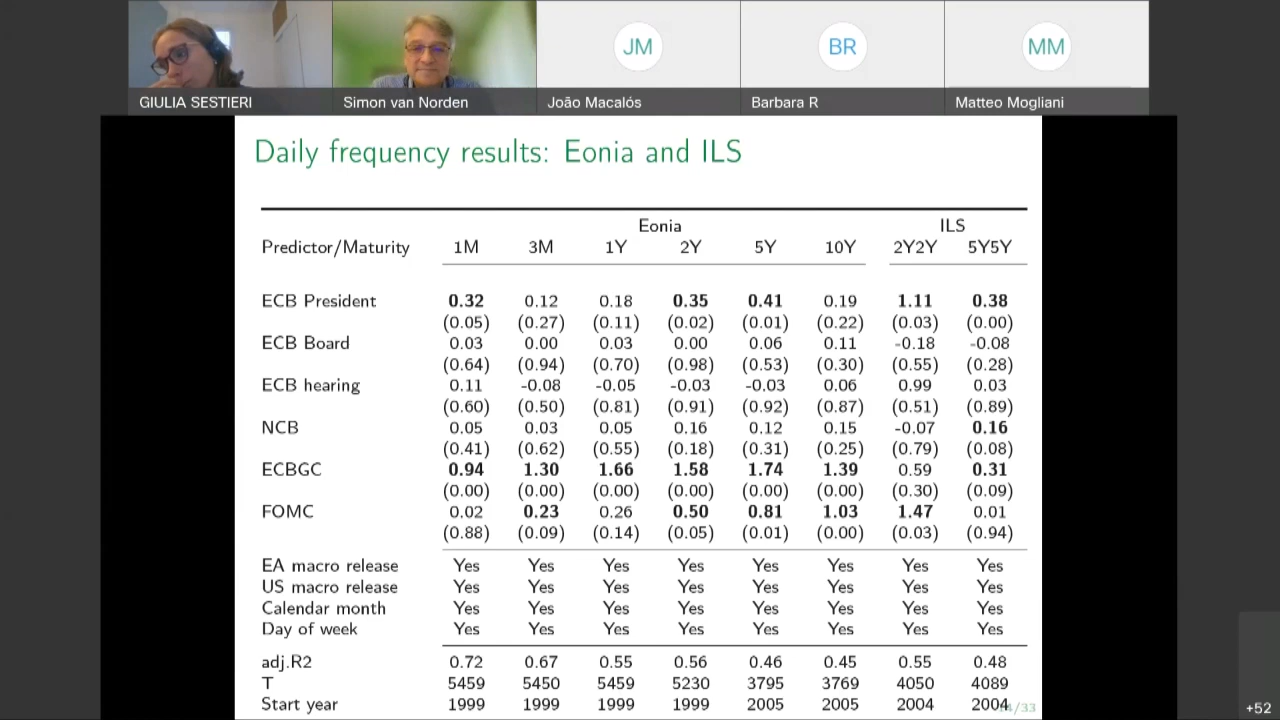 JM
BR
MM
GIULIA SESTIERI
Simon van Norden
João Macalós
Barbara R
Matteo Mogliani
Daily frequency results: Eonia and ILS
Eonia ILS
Predictor/Maturity 1M 3M 1Y 2Y 5Y 10Y 2Y2Y 5Y5Y
ECB President 0.32 0.12 0.18 0.35 0.41 0.19 1.11 0.38
(0.05) (0.27) (0.11) (0.02) (0.01) (0.22) (0.03) (0.00)
ECB Board 0.03 0.00 0.03 0.00 0.06 0.11 -0.18 -0.08
(0.64) (0.94) (0.70) (0.98) (0.53) (0.30) (0.55) (0.28)
ECB hearing 0.11 -0.08 -0.05 -0.03 -0.03 0.06 0.99 0.03
(0.60) (0.50) (0.81) (0.91) (0.92) (0.87) (0.51) (0.89)
NCB 0.05 0.03 0.05 0.16 0.12 0.15 -0.07 0.16
(0.41) (0.62) (0.55) (0.18) (0.31) (0.25) (0.79) (0.08)
ECBGC 0.94 1.30 1.66 1.58 1.74 1.39 0.59 0.31
(0.00) (0.00) (0.00) (0.00) (0.00) (0.00) (0.30) (0.09)
FOMC 0.02 0.23 0.26 0.50 0.81 1.03 1.47 0.01
(0.88) (0.09) (0.14) (0.05) (0.01) (0.00) (0.03) (0.94)
EA macro release Yes Yes Yes Yes Yes Yes Yes Yes
US macro release Yes Yes Yes Yes Yes Yes Yes Yes
Calendar month Yes Yes Yes Yes Yes Yes Yes Yes
Day of week Yes Yes Yes Yes Yes Yes Yes Yes
adj.R2 0.72 0.67 0.55 0.56 0.46 0.45 0.55 0.48
T 5459 5450 5459 5230 3795 3769 4050 4089
Start year 1999 1999 1999 1999 2005 2005 2004 2004
/33
+52